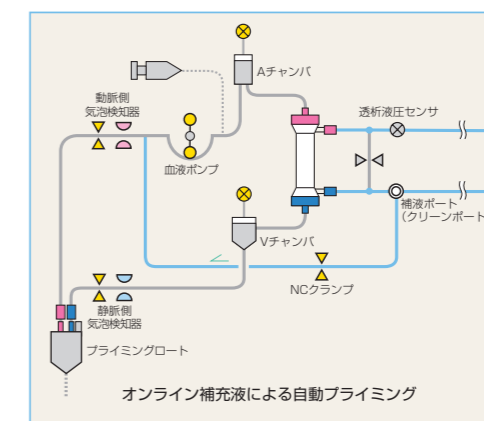 Aチャンバ
動脈側
気泡検知器
透析液圧センサ
血液ポンプ
補液ポート
（クリーンポート
Vチャンバ
NCクランプ
静脈側
気泡検知器
プライミングロート
オンライン補充液による自動プライミング